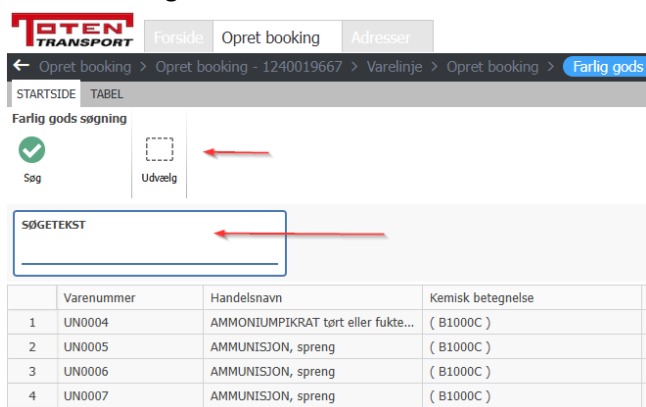 TOTEN
TRANSPORT
Forside Opret booking Adresser
← Opret booking > Opret booking - 1240019667 > Varelinje > Opret booking > Farlig gods
STARTSIDE TABEL
Farlig gods søgning
Søg Udvælg
SØGETEKST
Varenummer Handelsnavn Kemisk betegnelse
1 UN0004 AMMONIUMPIKRAT tørt eller fukte... ( B1000C )
2 UN0005 AMMUNISJON, spreng ( B1000C )
3 UN0006 AMMUNISJON, spreng ( B1000C )
4 UN0007 AMMUNISJON, spreng ( B1000C )